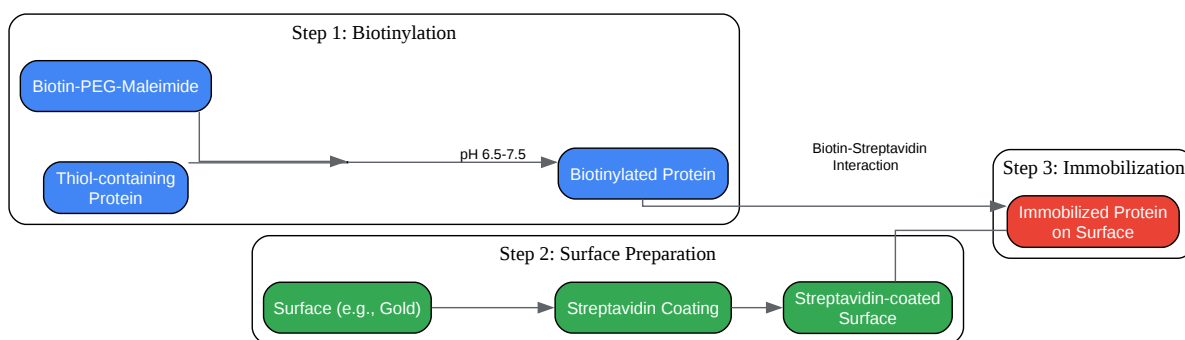 Step 1: Biotinylation
Biotin-PEG-Maleimide
Thiol-containing
Protein
pH 6.5-7.5
Biotinylated Protein
Biotin-Streptavidin
Interaction
Step 3: Immobilization
Immobilized Protein
on Surface
Step 2: Surface Preparation
Surface (e.g., Gold)
Streptavidin Coating
Streptavidin-coated
Surface